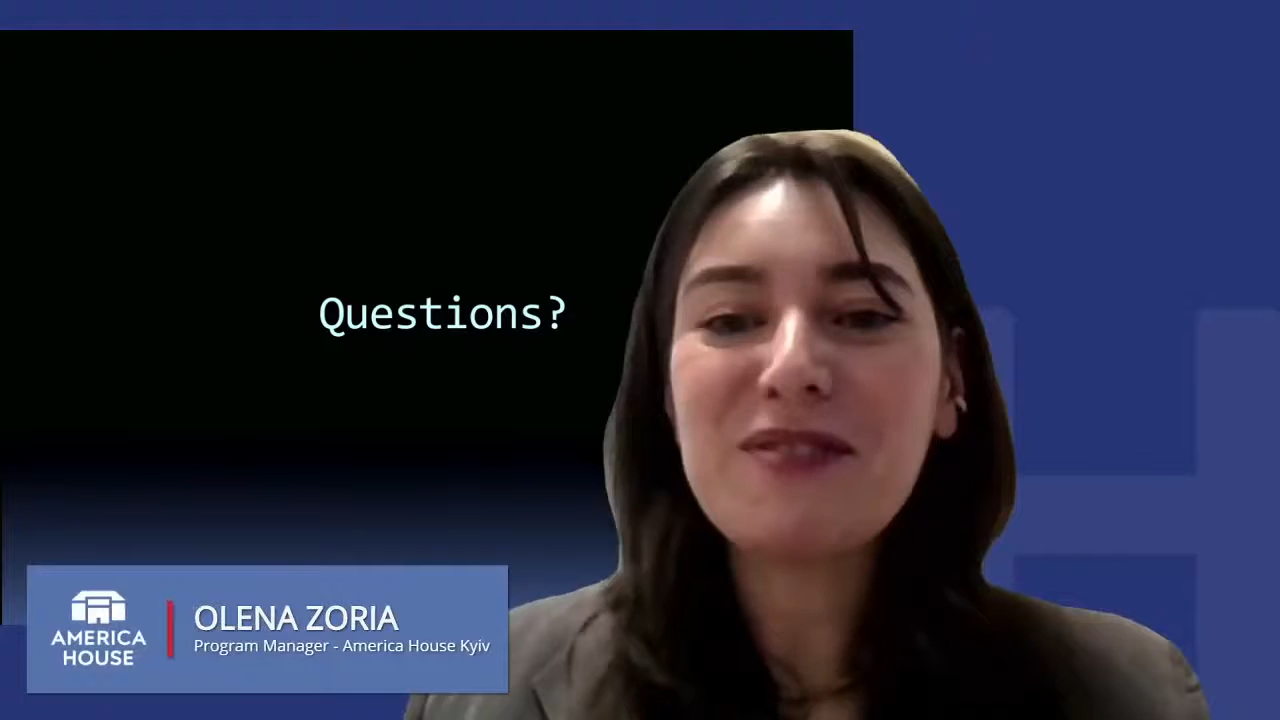 Questions?
AMERICA
HOUSE
OLENA ZORIA
Program Manager - America House Kyiv